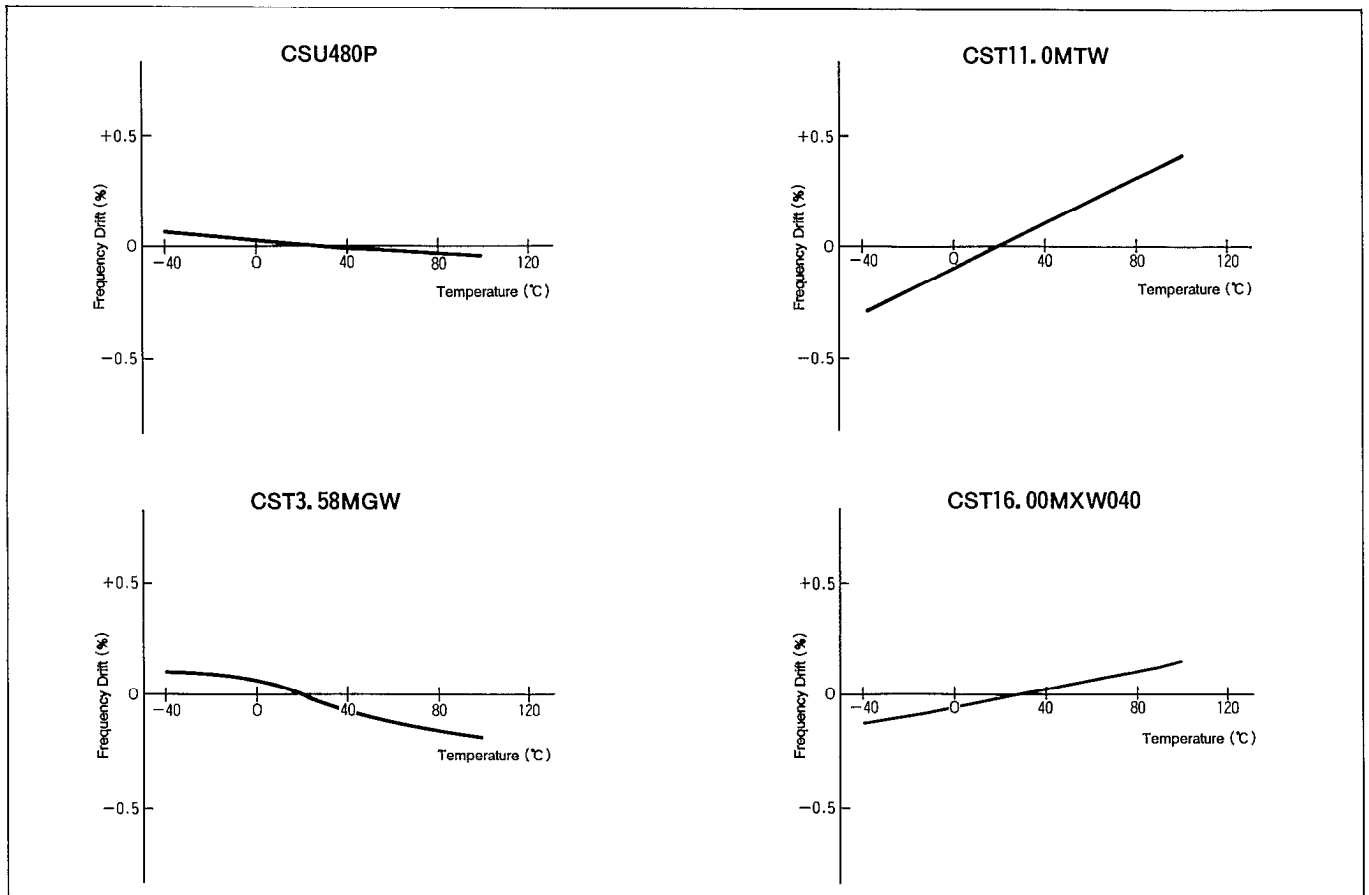 CSU480P
+0.5
0
−0.5
−40
0
40
80
120
Frequency Drift (%)
Temperature (℃)
CST11.0MTW
+0.5
0
−0.5
−40
0
40
80
120
Frequency Drift (%)
Temperature (℃)
CST3.58MGW
+0.5
0
−0.5
−40
0
40
80
120
Frequency Drift (%)
Temperature (℃)
CST16.00MXW040
+0.5
0
−0.5
−40
0
40
80
120
Frequency Drift (%)
Temperature (℃)